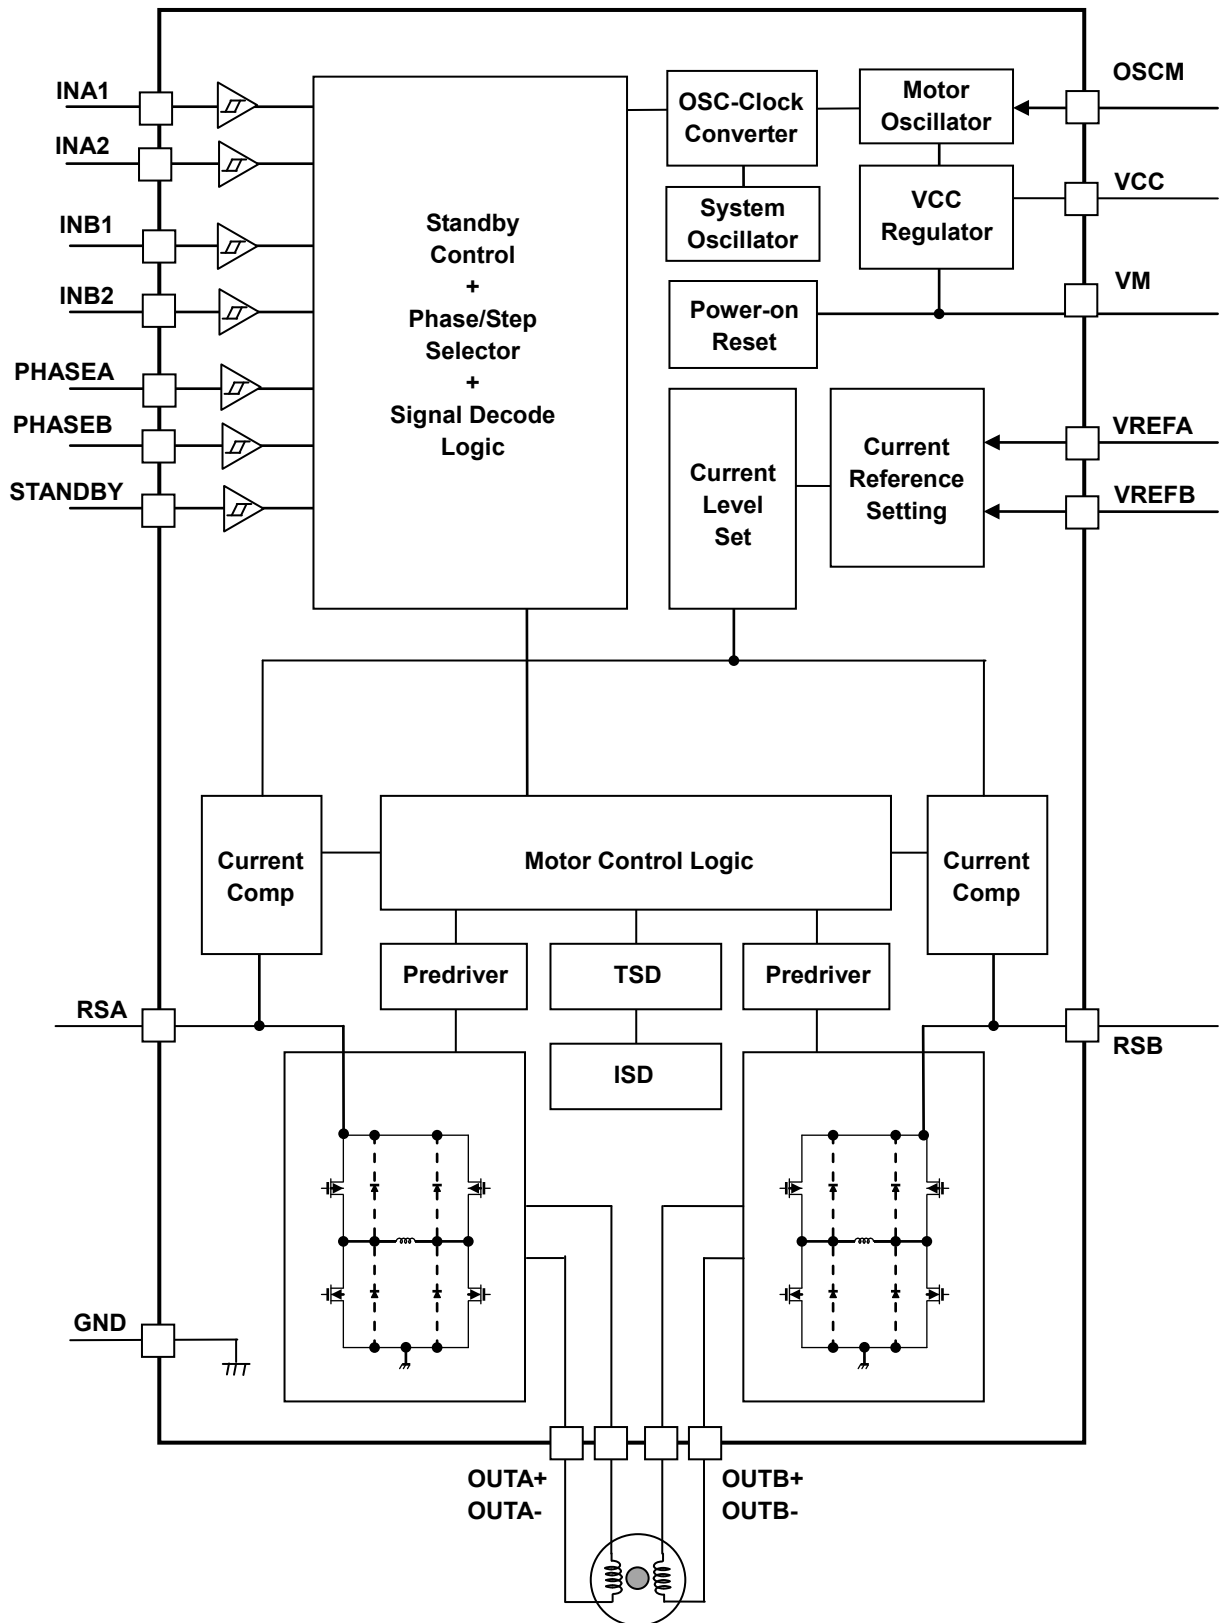 INA1
INA2
INB1
INB2
PHASEA
PHASEB
STANDBY
Standby
Control
+
Phase/Step
Selector
+
Signal Decode
Logic
OSC-Clock
Converter
System
Oscillator
Motor
Oscillator
VCC
Regulator
Power-on
Reset
OSCM
VCC
VM
Current
Level
Set
Current
Reference
Setting
VREFA
VREFB
Current
Comp
Motor Control Logic
Current
Comp
Predriver
TSD
Predriver
ISD
RSA
RSB
GND
OUTA+
OUTA-
OUTB+
OUTB-